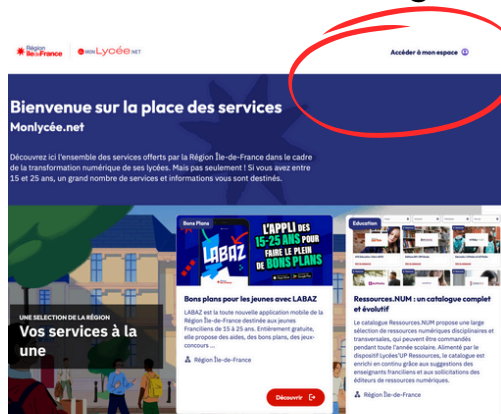 Région
îledeFrance
MON LYCÉE.NET
Accéder à mon espace
Bienvenue sur la place des services
Monlycée.net
Découvrez ici l'ensemble des services offerts par la Région Île-de-France dans le cadre
de la transformation numérique de ses lycées. Mais pas seulement ! Si vous avez entre
15 et 25 ans, un grand nombre de services et informations vous sont destinés.
UNE SELECTION DE LA RÉGION
Vos services à la
une
Bons Plans
LABAZ
L'APPLI DES
15-25 ANS POUR
FAIRE LE PLEIN
DE BONS PLANS
Bons plans pour les jeunes avec LABAZ
LABAZ est la toute nouvelle application mobile de la
Région Île-de-France destinée aux jeunes
Franciliens de 15 à 25 ans. Entièrement gratuite,
elle propose des aides, des bons plans, des jeux-
concours ...
Région Île-de-France
Découvrir
Education
Ressources.NUM : un catalogue complet
et évolutif
Le catalogue Ressources.NUM propose une large
sélection de ressources numériques disciplinaires et
transversales, qui peuvent être commandés
pendant toute l'année scolaire. Alimenté par le
dispositif Lycées'UP Ressources, le catalogue est
enrichi en continu grâce aux suggestions des
enseignants franciliens et aux sollicitations des
éditeurs de ressources numériques.
Région Île-de-France